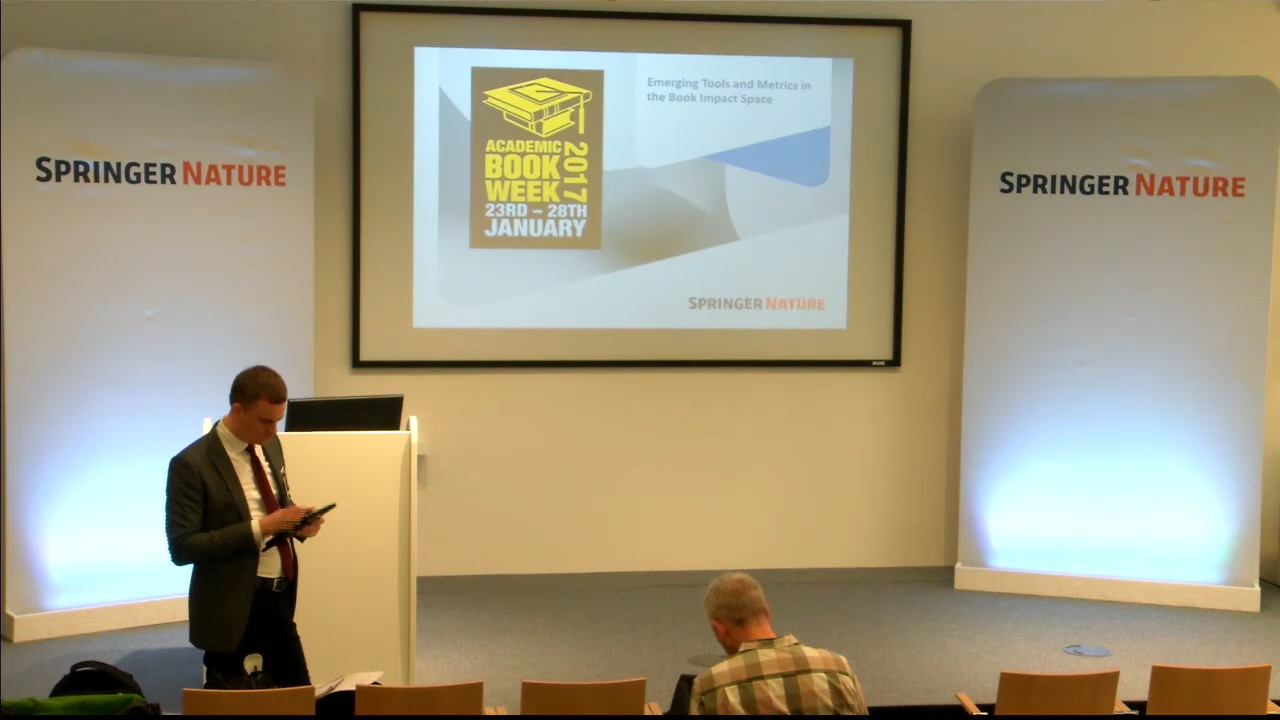 SPRINGER NATURE
Emerging Tools and Metrics in
the Book Impact Space
ACADEMIC
BOOK
WEEK
2017
23RD – 28TH
JANUARY
SPRINGER NATURE
SPRINGER NATURE